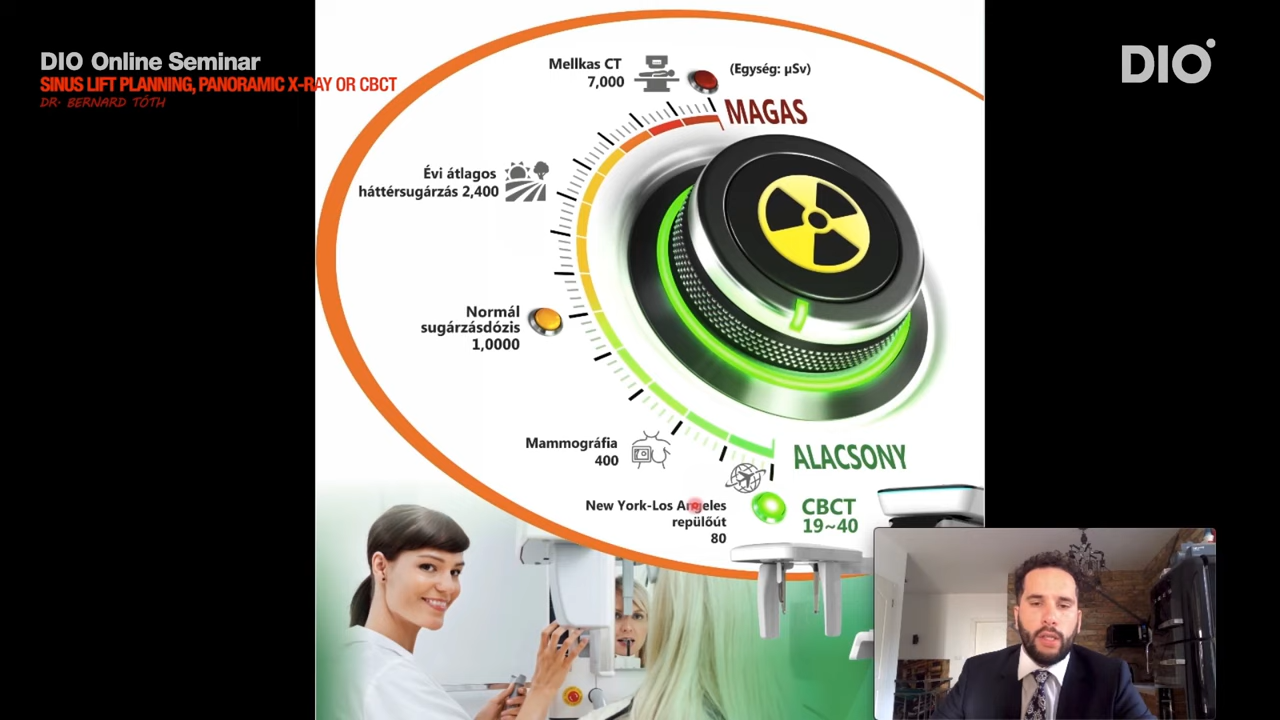 DIO Online Seminar
SINUS LIFT PLANNING, PANORAMIC X-RAY OR CBCT
DR. BERNARD TÓTH
DIO
Mellkas CT
7,000
(Egység: µSv)
MAGAS
Évi átlagos
háttérsugárzás 2,400
Normál
sugárzásdózis
1,0000
Mammográfia
400
ALACSONY
New York-Los Angeles
repülőút
80
CBCT
19~40